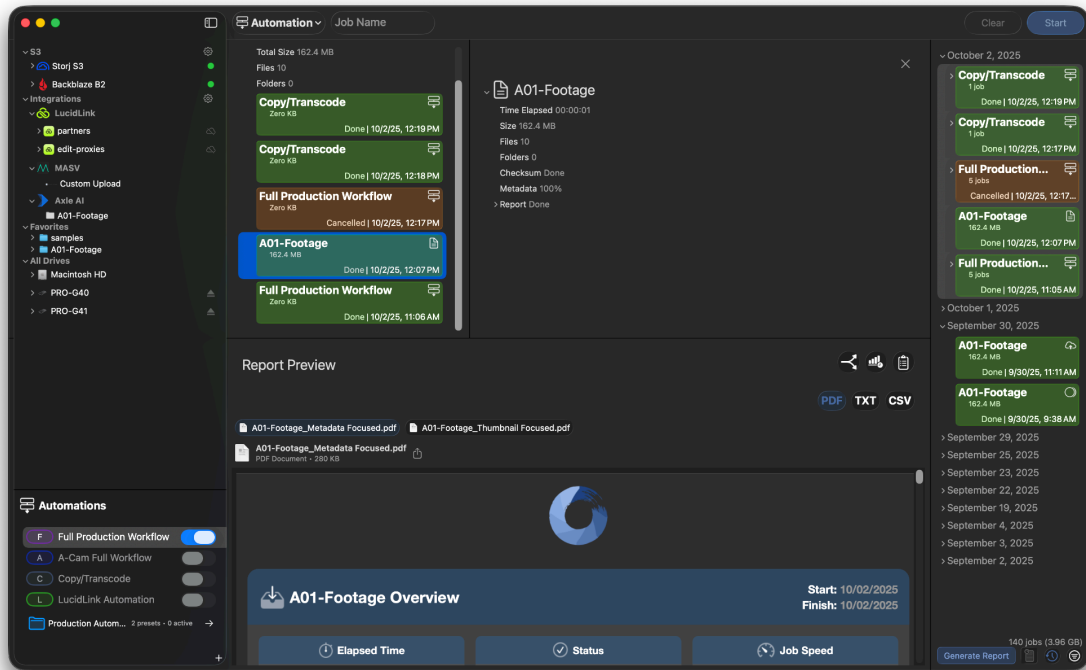 Automation
Job Name
Clear
Start
S3
Storj S3
Backblaze B2
Integrations
LucidLink
partners
edit-proxies
MASV
Custom Upload
Axle AI
A01-Footage
Favorites
samples
A01-Footage
All Drives
Macintosh HD
PRO-G40
PRO-G41
Automations
F Full Production Workflow
A A-Cam Full Workflow
C Copy/Transcode
L LucidLink Automation
Production Autom... 2 presets - 0 active
Total Size 162.4 MB
Files 10
Folders 0
Copy/Transcode
Zero KB
Done | 10/2/25, 12:19 PM
Copy/Transcode
Zero KB
Done | 10/2/25, 12:18 PM
Full Production Workflow
Zero KB
Cancelled | 10/2/25, 12:17 PM
A01-Footage
162.4 MB
Done | 10/2/25, 12:07 PM
Full Production Workflow
Zero KB
Done | 10/2/25, 11:06 AM
A01-Footage
Time Elapsed 00:00:01
Size 162.4 MB
Files 10
Folders 0
Checksum Done
Metadata 100%
Report Done
Report Preview
PDF TXT CSV
A01-Footage_Metadata Focused.pdf A01-Footage_Thumbnail Focused.pdf
A01-Footage_Metadata Focused.pdf
PDF Document - 280 KB
A01-Footage Overview
Start: 10/02/2025
Finish: 10/02/2025
Elapsed Time
Status
Job Speed
October 2, 2025
Copy/Transcode
1 job
Done | 10/2/25, 12:19 PM
Copy/Transcode
1 job
Done | 10/2/25, 12:17 PM
Full Production...
5 jobs
Cancelled | 10/2/25, 12:17...
A01-Footage
162.4 MB
Done | 10/2/25, 12:07 PM
Full Production...
5 jobs
Done | 10/2/25, 11:05 AM
October 1, 2025
September 30, 2025
A01-Footage
162.4 MB
Done | 9/30/25, 11:11 AM
A01-Footage
162.4 MB
Done | 9/30/25, 9:38 AM
September 29, 2025
September 25, 2025
September 23, 2025
September 22, 2025
September 19, 2025
September 4, 2025
September 3, 2025
September 2, 2025
140 jobs (3.96 GB)
Generate Report